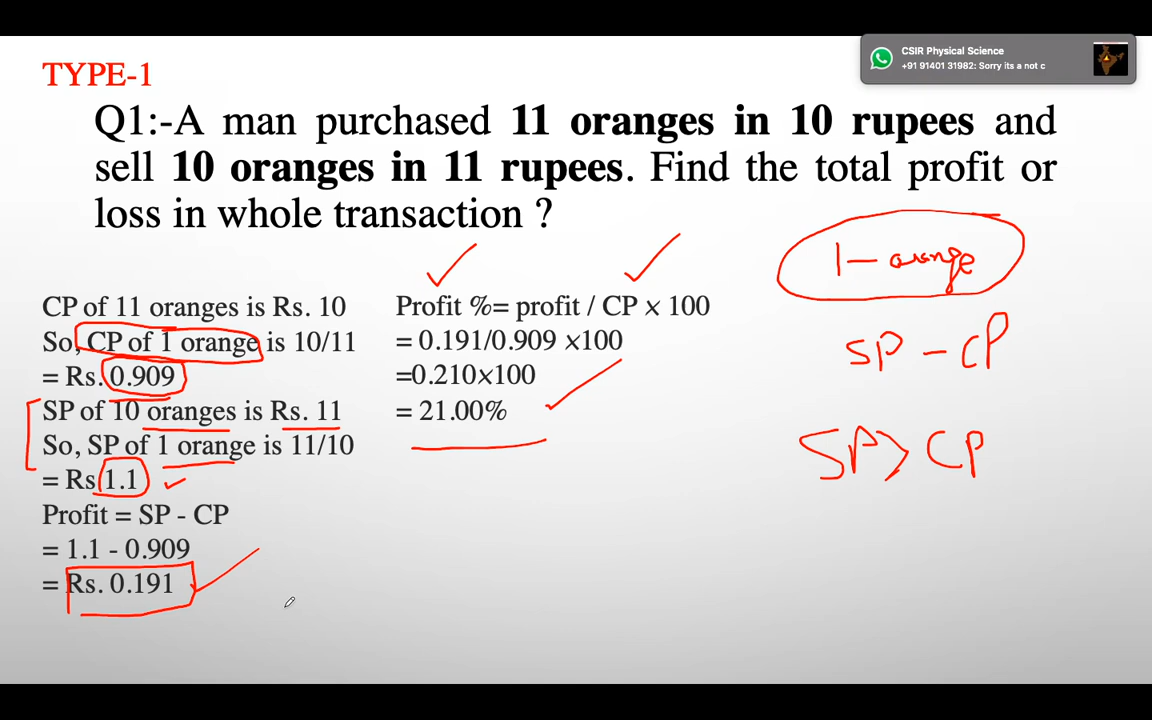 TYPE-1
CSIR Physical Science
+91 91401 31982: Sorry its a not c
Q1:-A man purchased 11 oranges in 10 rupees and
sell 10 oranges in 11 rupees. Find the total profit or
loss in whole transaction ?
1- orange
CP of 11 oranges is Rs. 10
So, CP of 1 orange is 10/11
= Rs. 0.909
SP of 10 oranges is Rs. 11
So, SP of 1 orange is 11/10
= Rs 1.1
Profit = SP - CP
= 1.1 - 0.909
= Rs. 0.191
Profit %= profit / CP × 100
= 0.191/0.909 ×100
=0.210×100
= 21.00%
SP - CP
SP> CP